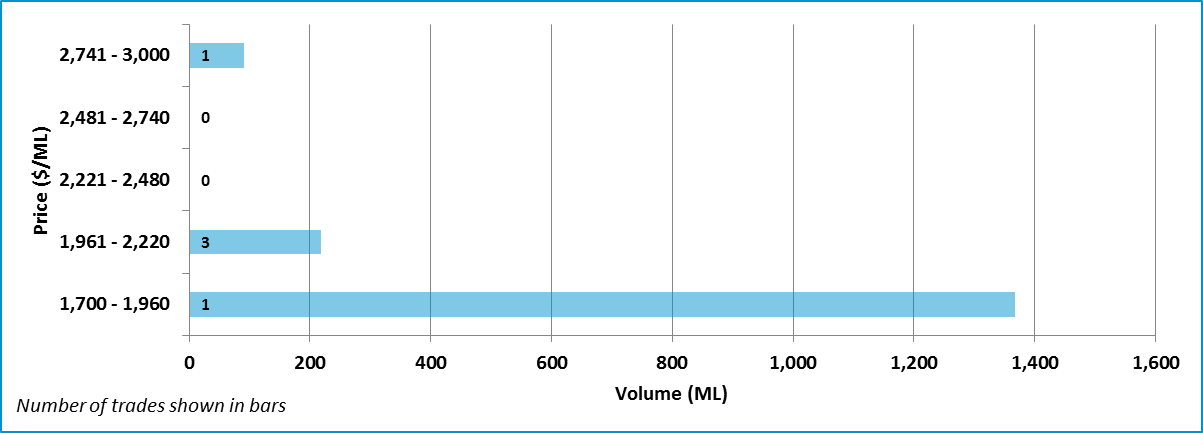 2,741 - 3,000
1
2,481 - 2,740
0
2,221 - 2,480
0
1,961 - 2,220
3
1,700 - 1,960
1
Price ($/ML)
0 200 400 600 800 1,000 1,200 1,400 1,600
Volume (ML)
Number of trades shown in bars